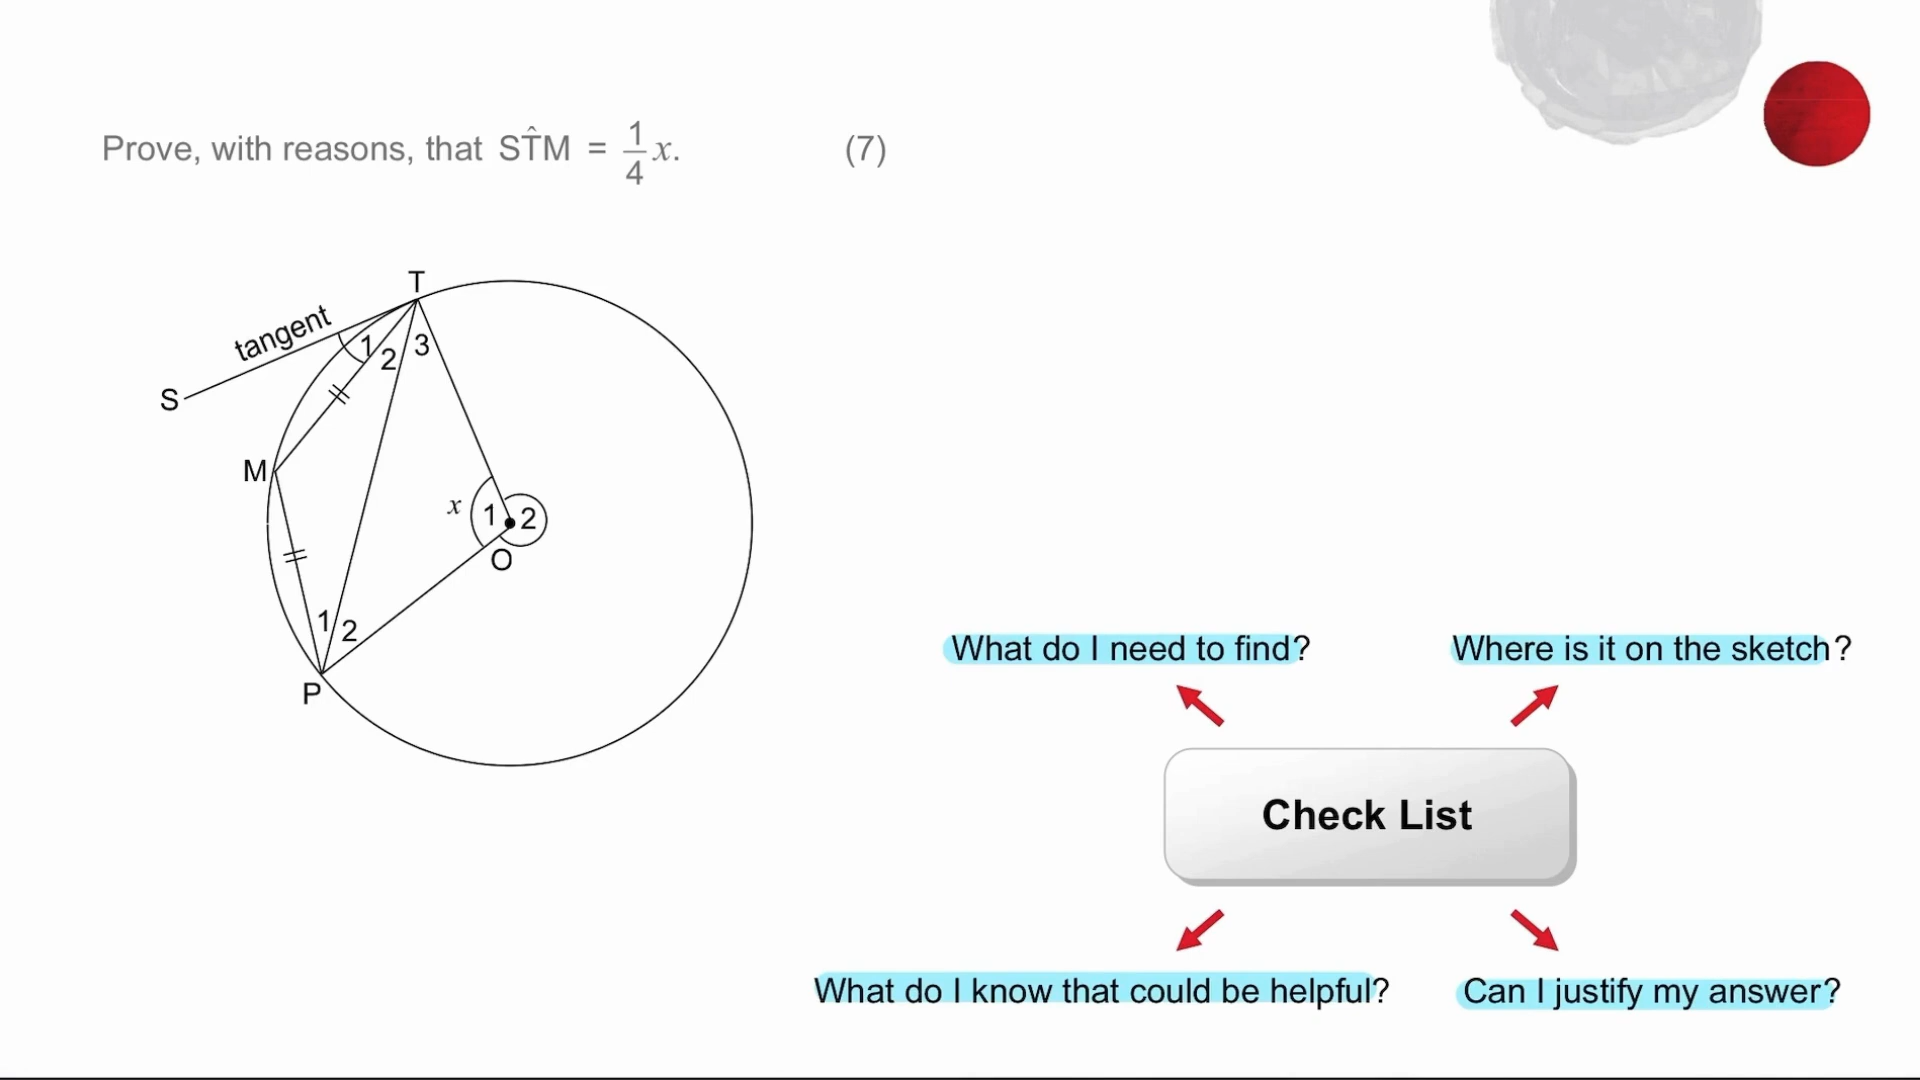 Prove, with reasons, that ST̂M = 1/4 x. (7)
T
tangent
1
2
3
S
M
x
1
2
O
1
2
P
What do I need to find?
Where is it on the sketch?
Check List
What do I know that could be helpful?
Can I justify my answer?